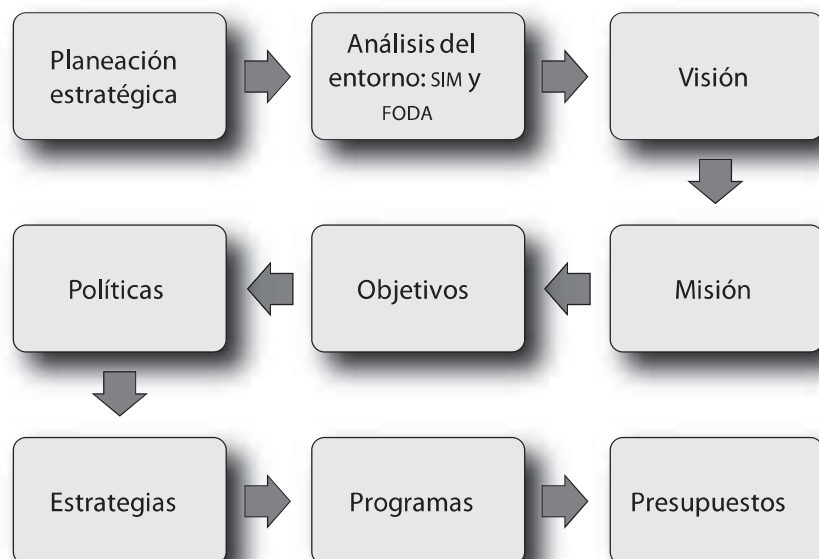 Planeación
estratégica
Análisis del
entorno: SIM y
FODA
Visión
Misión
Objetivos
Políticas
Estrategias
Programas
Presupuestos